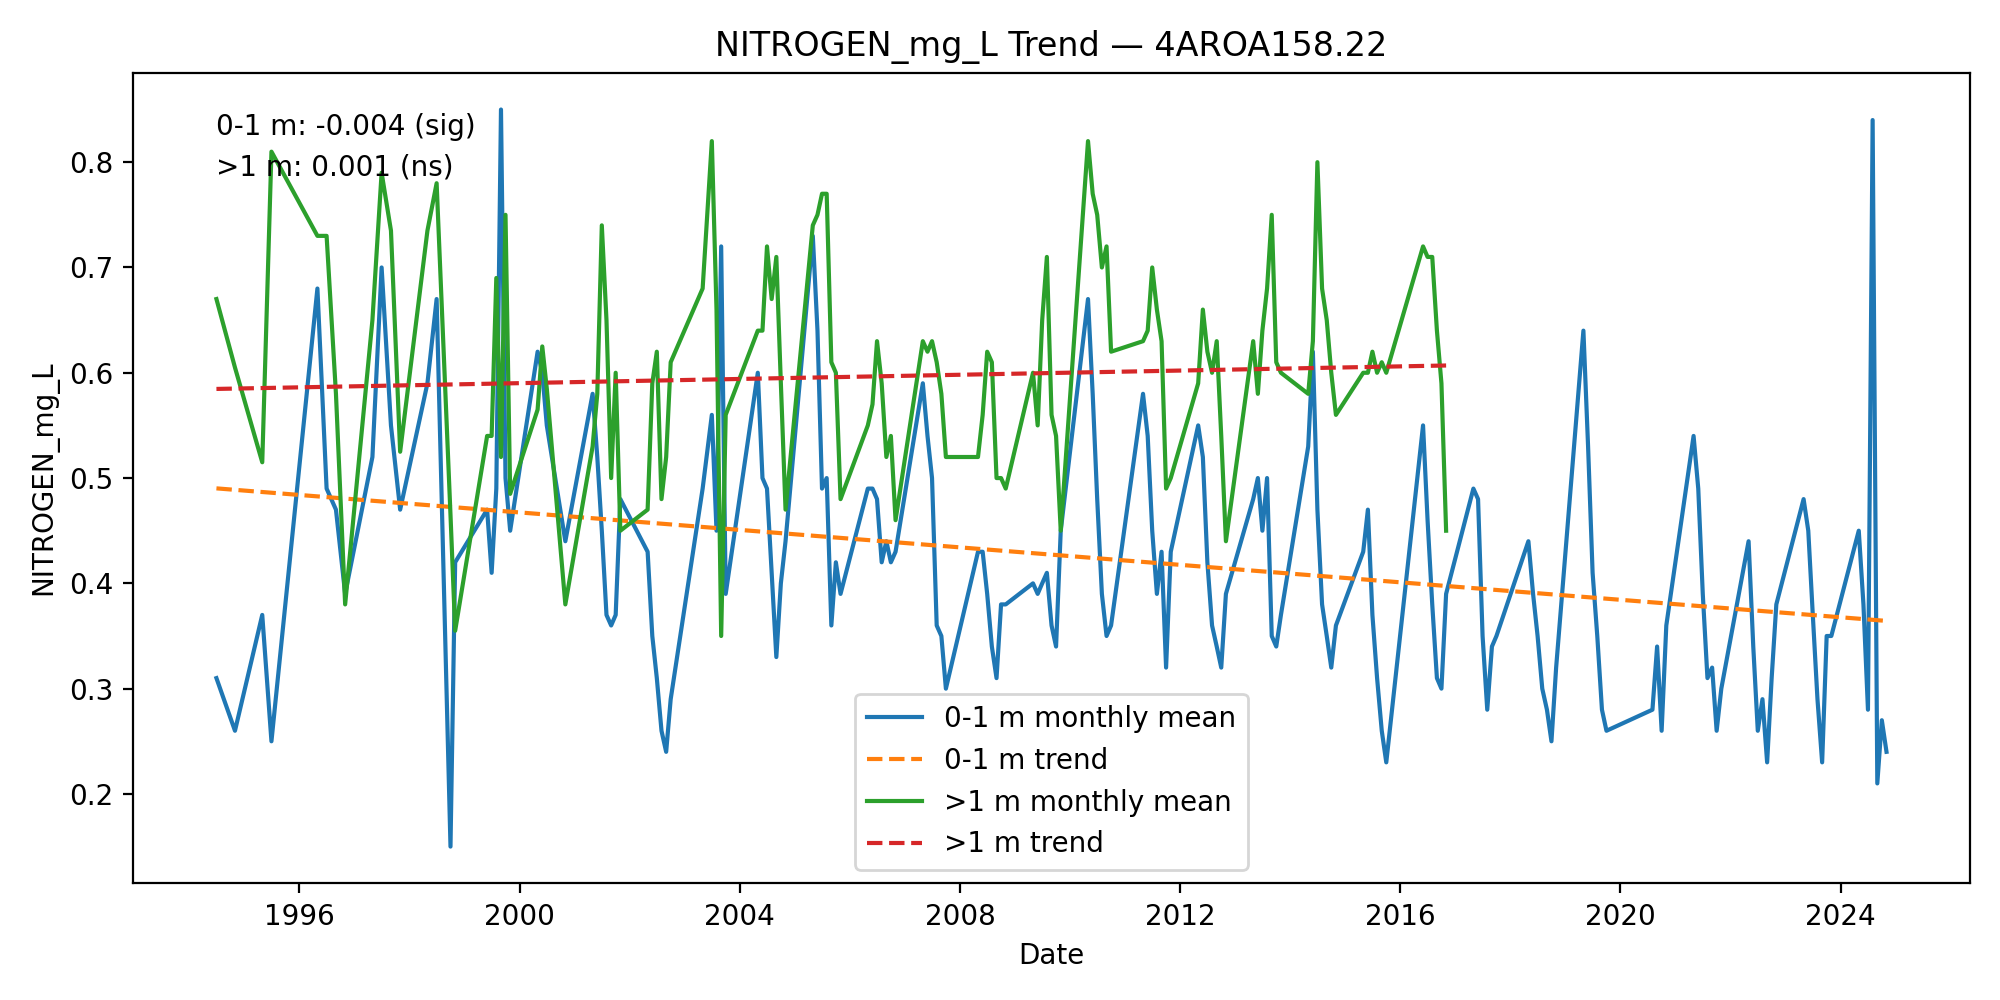 NITROGEN_mg_L Trend — 4AROA158.22
0-1 m: -0.004 (sig)
>1 m: 0.001 (ns)
NITROGEN_mg_L
0.8
0.7
0.6
0.5
0.4
0.3
0.2
0-1 m monthly mean
0-1 m trend
>1 m monthly mean
>1 m trend
1996 2000 2004 2008 2012 2016 2020 2024
Date